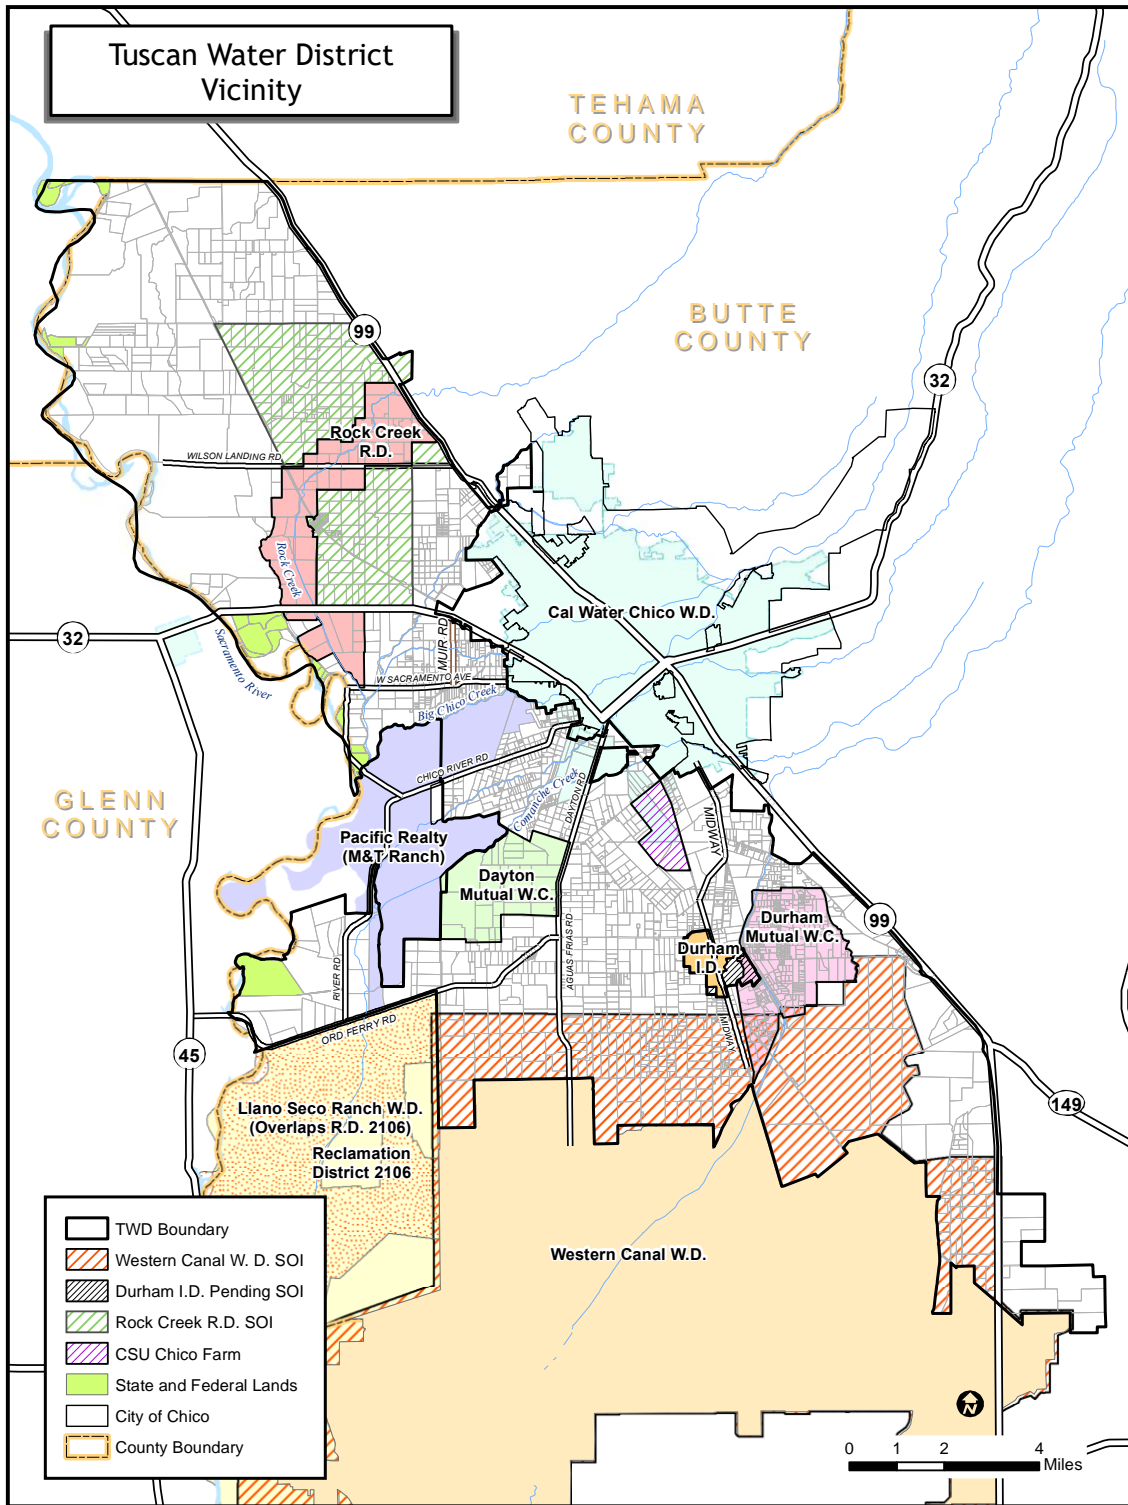 Tuscan Water District
Vicinity
TEHAMA
COUNTY
BUTTE
COUNTY
99
32
Rock Creek
R.D.
WILSON LANDING RD
Rock Creek
Cal Water Chico W.D.
32
MUIR RD
Sacramento River
W SACRAMENTO AVE
Big Chico Creek
CHICO RIVER RD
Comanche Creek
DAYTON RD
GLENN
COUNTY
MIDWAY
Pacific Realty
(M&T Ranch)
Dayton
Mutual W.C.
Durham
Mutual W.C.
99
Durham
I.D.
AGUAS FRIAS RD
RIVER RD
ORD FERRY RD
MIDWAY
45
149
Llano Seco Ranch W.D.
(Overlaps R.D. 2106)
Reclamation
District 2106
Western Canal W.D.
TWD Boundary
Western Canal W. D. SOI
Durham I.D. Pending SOI
Rock Creek R.D. SOI
CSU Chico Farm
State and Federal Lands
City of Chico
County Boundary
N
0 1 2 4
Miles